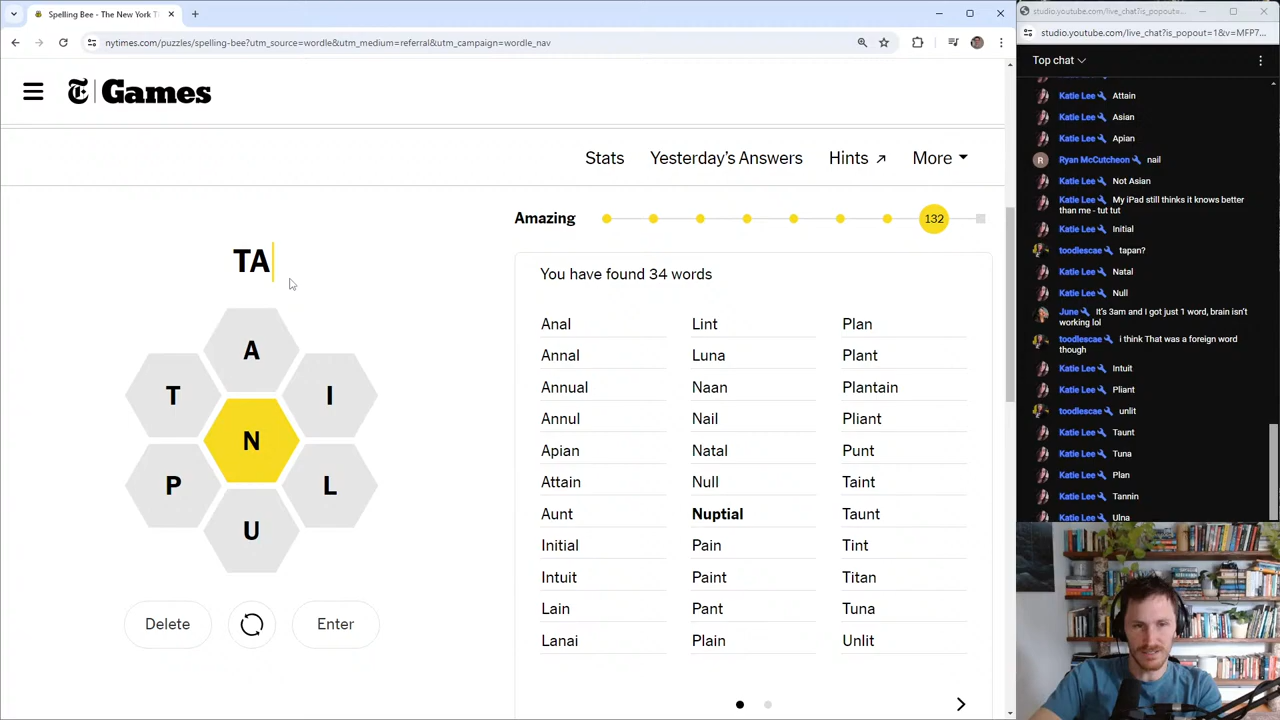 Spelling Bee - The New York T
studio.youtube.com/live_chat?is_popout=...
nytimes.com/puzzles/spelling-bee?utm_source=wordle&utm_medium=referral&utm_campaign=wordle_nav
studio.youtube.com/live_chat?is_popout=1&v=MFP7...
Top chat
Games
Stats
Yesterday's Answers
Hints
More
Amazing
132
TA
You have found 34 words
A
T
I
N
P
L
U
Delete
Enter
Anal
Annal
Annual
Annul
Apian
Attain
Aunt
Initial
Intuit
Lain
Lanai
Lint
Luna
Naan
Nail
Natal
Null
Nuptial
Pain
Paint
Pant
Plain
Plan
Plant
Plantain
Pliant
Punt
Taint
Taunt
Tint
Titan
Tuna
Unlit
Katie Lee Attain
Katie Lee Asian
Katie Lee Apian
R Ryan McCutcheon nail
Katie Lee Not Asian
Katie Lee My iPad still thinks it knows better
than me - tut tut
Katie Lee Initial
toodlescae tapan?
Katie Lee Natal
Katie Lee Null
June It's 3am and I got just 1 word, brain isn't
working lol
toodlescae i think That was a foreign word
though
Katie Lee Intuit
Katie Lee Pliant
toodlescae unlit
Katie Lee Taunt
Katie Lee Tuna
Katie Lee Plan
Katie Lee Tannin
Katie Lee Ulna